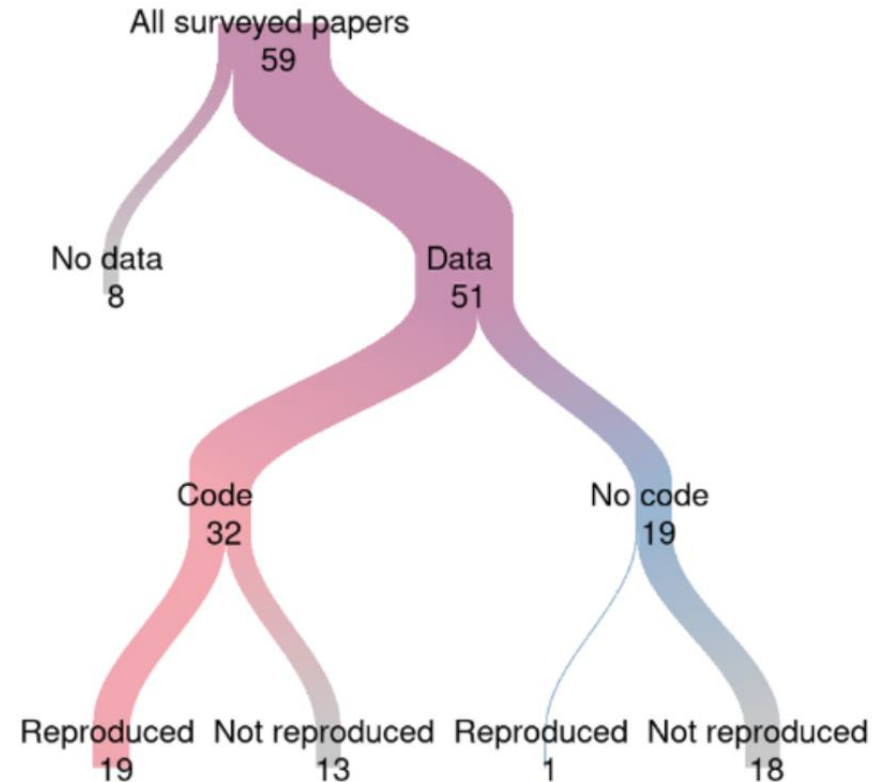 All surveyed papers
59
No data
8
Data
51
Code
32
No code
19
Reproduced
19
Not reproduced
13
Reproduced
1
Not reproduced
18